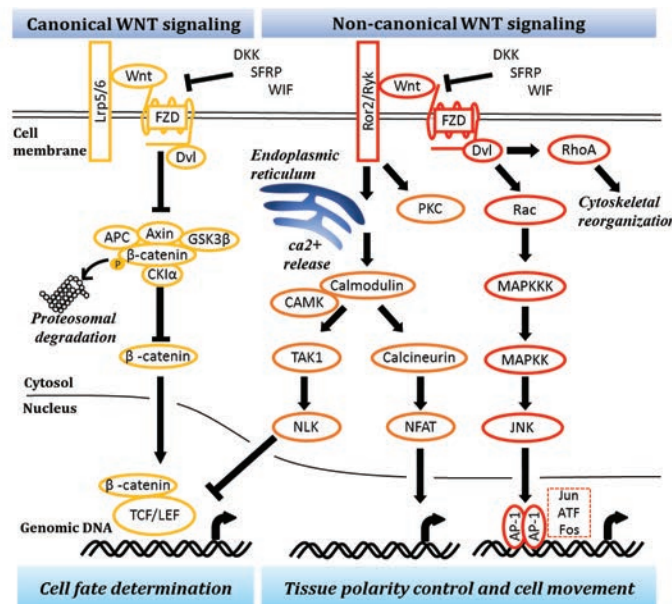 Canonical WNT signaling
Non-canonical WNT signaling
Lrp5/6
Wnt
FZD
Dvl
DKK
SFRP
WIF
Cell
membrane
APC
Axin
GSK3β
β-catenin
P
CKIα
Proteosomal
degradation
β -catenin
Cytosol
Nucleus
β -catenin
TCF/LEF
Genomic DNA
Ror2/Ryk
Wnt
FZD
Dvl
DKK
SFRP
WIF
RhoA
Endoplasmic
reticulum
PKC
Rac
Cytoskeletal
reorganization
ca2+
release
Calmodulin
CAMK
MAPKKK
TAK1
Calcineurin
MAPKK
NLK
NFAT
JNK
AP-1
AP-1
Jun
ATF
Fos
Cell fate determination
Tissue polarity control and cell movement